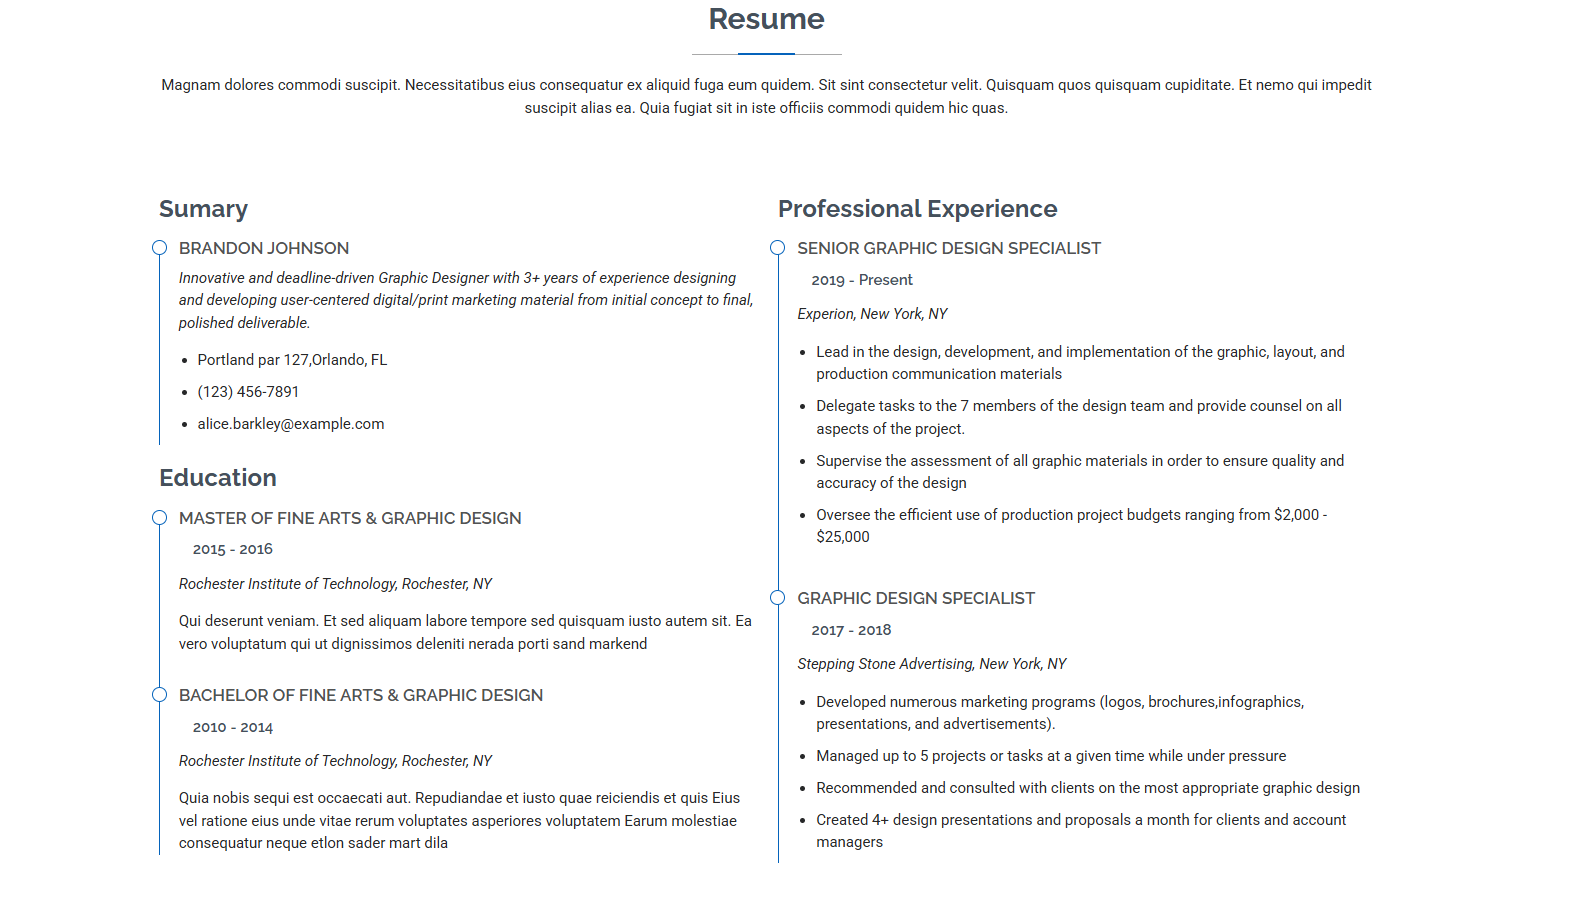 Resume
Magnam dolores commodi suscipit. Necessitatibus eius consequatur ex aliquid fuga eum quidem. Sit sint consectetur velit. Quisquam quos quisquam cupiditate. Et nemo qui impedit
suscipit alias ea. Quia fugiat sit in iste officiis commodi quidem hic quas.
Sumary
BRANDON JOHNSON
Innovative and deadline-driven Graphic Designer with 3+ years of experience designing
and developing user-centered digital/print marketing material from initial concept to final,
polished deliverable.
• Portland par 127,Orlando, FL
• (123) 456-7891
• alice.barkley@example.com
Education
MASTER OF FINE ARTS & GRAPHIC DESIGN
2015 - 2016
Rochester Institute of Technology, Rochester, NY
Qui deserunt veniam. Et sed aliquam labore tempore sed quisquam iusto autem sit. Ea
vero voluptatum qui ut dignissimos deleniti nerada porti sand markend
BACHELOR OF FINE ARTS & GRAPHIC DESIGN
2010 - 2014
Rochester Institute of Technology, Rochester, NY
Quia nobis sequi est occaecati aut. Repudiandae et iusto quae reiciendis et quis Eius
vel ratione eius unde vitae rerum voluptates asperiores voluptatem Earum molestiae
consequatur neque etlon sader mart dila
Professional Experience
SENIOR GRAPHIC DESIGN SPECIALIST
2019 - Present
Experion, New York, NY
• Lead in the design, development, and implementation of the graphic, layout, and
production communication materials
• Delegate tasks to the 7 members of the design team and provide counsel on all
aspects of the project.
• Supervise the assessment of all graphic materials in order to ensure quality and
accuracy of the design
• Oversee the efficient use of production project budgets ranging from $2,000 -
$25,000
GRAPHIC DESIGN SPECIALIST
2017 - 2018
Stepping Stone Advertising, New York, NY
• Developed numerous marketing programs (logos, brochures,infographics,
presentations, and advertisements).
• Managed up to 5 projects or tasks at a given time while under pressure
• Recommended and consulted with clients on the most appropriate graphic design
• Created 4+ design presentations and proposals a month for clients and account
managers